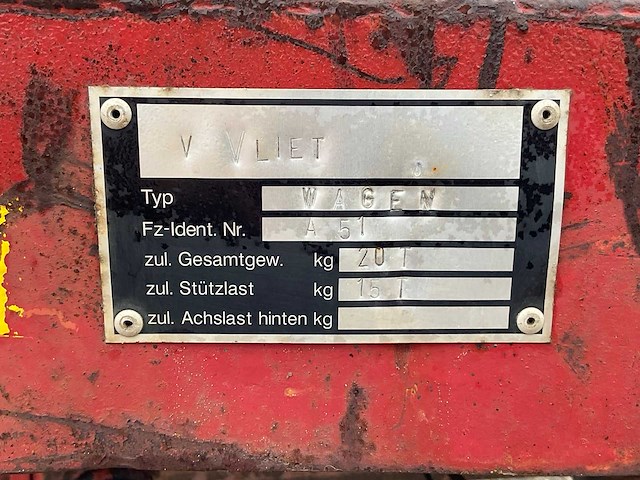 V VLIET
Typ WAGEN
Fz-Ident. Nr. A 51
zul. Gesamtgew. kg 20 T
zul. Stützlast kg 15 T
zul. Achslast hinten kg